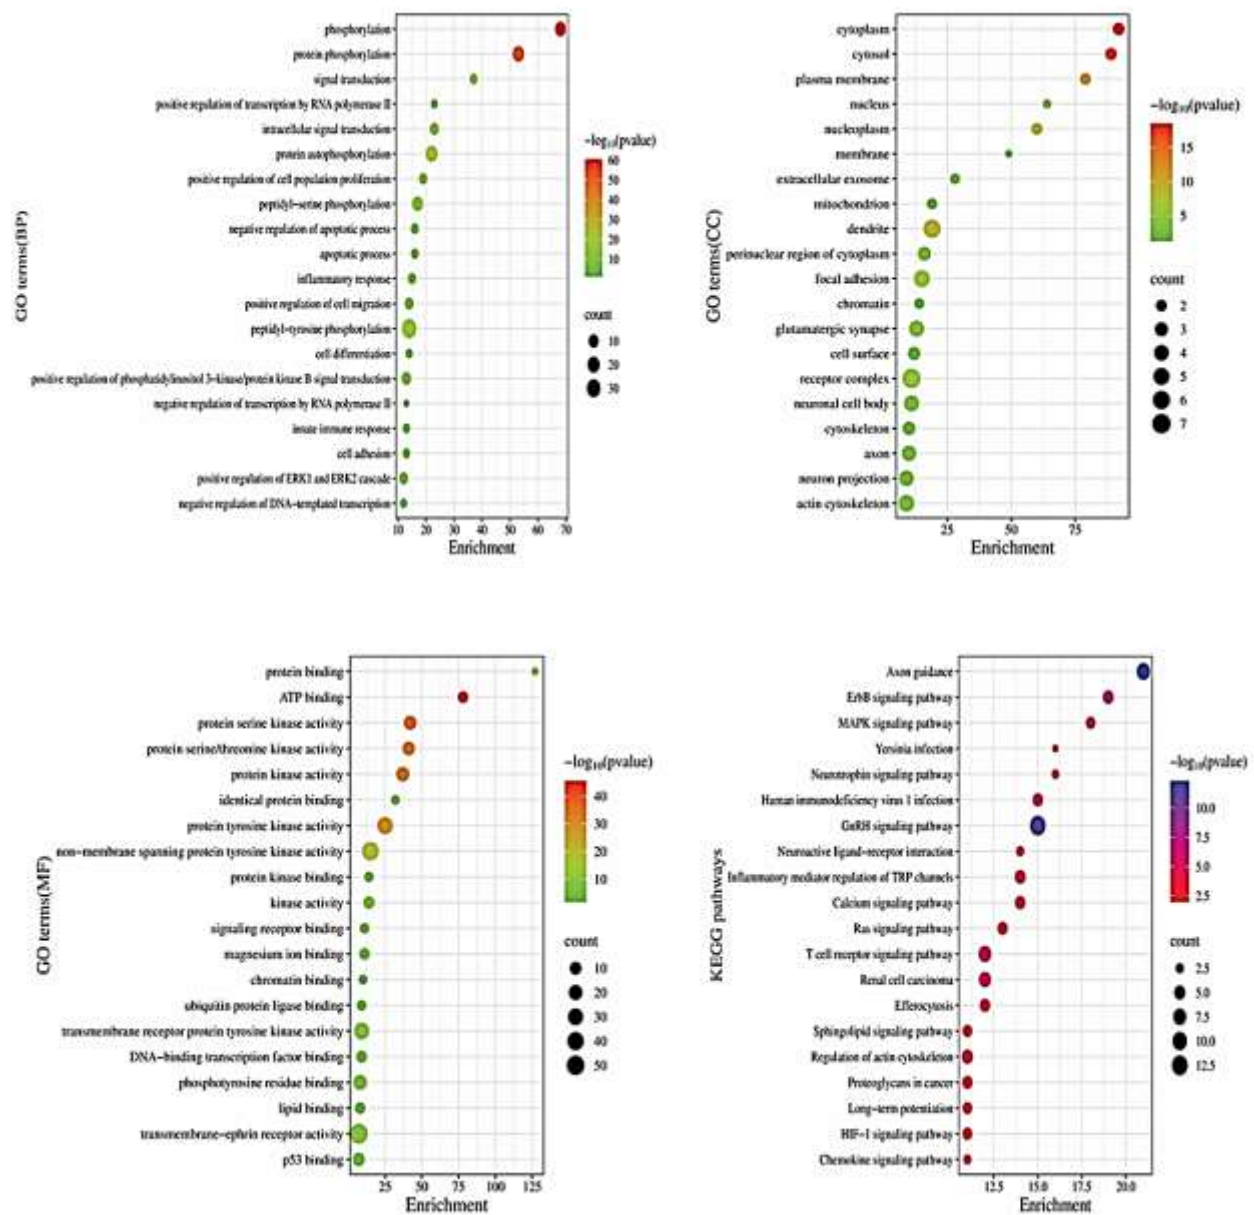 phosphorylation
protein phosphorylation
signal transduction
positive regulation of transcription by RNA polymerase II
intracellular signal transduction
protein autophosphorylation
positive regulation of cell population proliferation
peptidyl-serine phosphorylation
negative regulation of apoptotic process
apoptotic process
inflammatory response
positive regulation of cell migration
peptidyl-tyrosine phosphorylation
cell differentiation
positive regulation of phosphatidylinositol 3-kinase/protein kinase B signal transduction
negative regulation of transcription by RNA polymerase II
innate immune response
cell adhesion
positive regulation of ERK1 and ERK2 cascade
negative regulation of DNA-templated transcription
GO terms(BP)
10 20 30 40 50 60 70
Enrichment
-log10(pvalue)
60
50
40
30
20
10
count
10
20
30
cytoplasm
cytosol
plasma membrane
nucleus
nucleoplasm
membrane
extracellular exosome
mitochondrion
dendrite
perinuclear region of cytoplasm
focal adhesion
chromatin
glutamatergic synapse
cell surface
receptor complex
neuronal cell body
cytoskeleton
axon
neuron projection
actin cytoskeleton
GO terms(CC)
25 50 75
Enrichment
-log10(pvalue)
15
10
5
count
2
3
4
5
6
7
protein binding
ATP binding
protein serine kinase activity
protein serine/threonine kinase activity
protein kinase activity
identical protein binding
protein tyrosine kinase activity
non-membrane spanning protein tyrosine kinase activity
protein kinase binding
kinase activity
signaling receptor binding
magnesium ion binding
chromatin binding
ubiquitin protein ligase binding
transmembrane receptor protein tyrosine kinase activity
DNA-binding transcription factor binding
phosphotyrosine residue binding
lipid binding
transmembrane-ephrin receptor activity
p53 binding
GO terms(MF)
25 50 75 100 125
Enrichment
-log10(pvalue)
40
30
20
10
count
10
20
30
40
50
Axon guidance
ErbB signaling pathway
MAPK signaling pathway
Yersinia infection
Neurotrophin signaling pathway
Human immunodeficiency virus 1 infection
GnRH signaling pathway
Neuroactive ligand-receptor interaction
Inflammatory mediator regulation of TRP channels
Calcium signaling pathway
Ras signaling pathway
T cell receptor signaling pathway
Renal cell carcinoma
Efferocytosis
Sphingolipid signaling pathway
Regulation of actin cytoskeleton
Proteoglycans in cancer
Long-term potentiation
HIF-1 signaling pathway
Chemokine signaling pathway
KEGG pathways
12.5 15.0 17.5 20.0
Enrichment
-log10(pvalue)
10.0
7.5
5.0
2.5
count
2.5
5.0
7.5
10.0
12.5